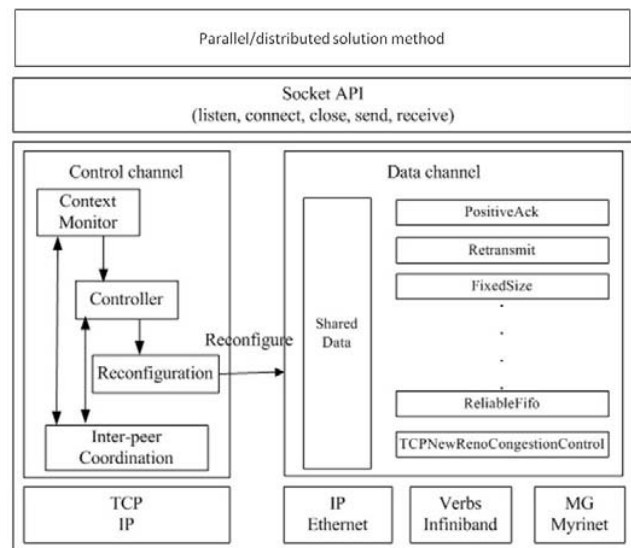 Parallel/distributed solution method
Socket API
(listen, connect, close, send, receive)
Control channel
Context
Monitor
Controller
Reconfiguration
Inter-peer
Coordination
Reconfigure
Data channel
Shared
Data
PositiveAck
Retransmit
FixedSize
ReliableFifo
TCPNewRenoCongestionControl
TCP
IP
IP
Ethernet
Verbs
Infiniband
MG
Myrinet